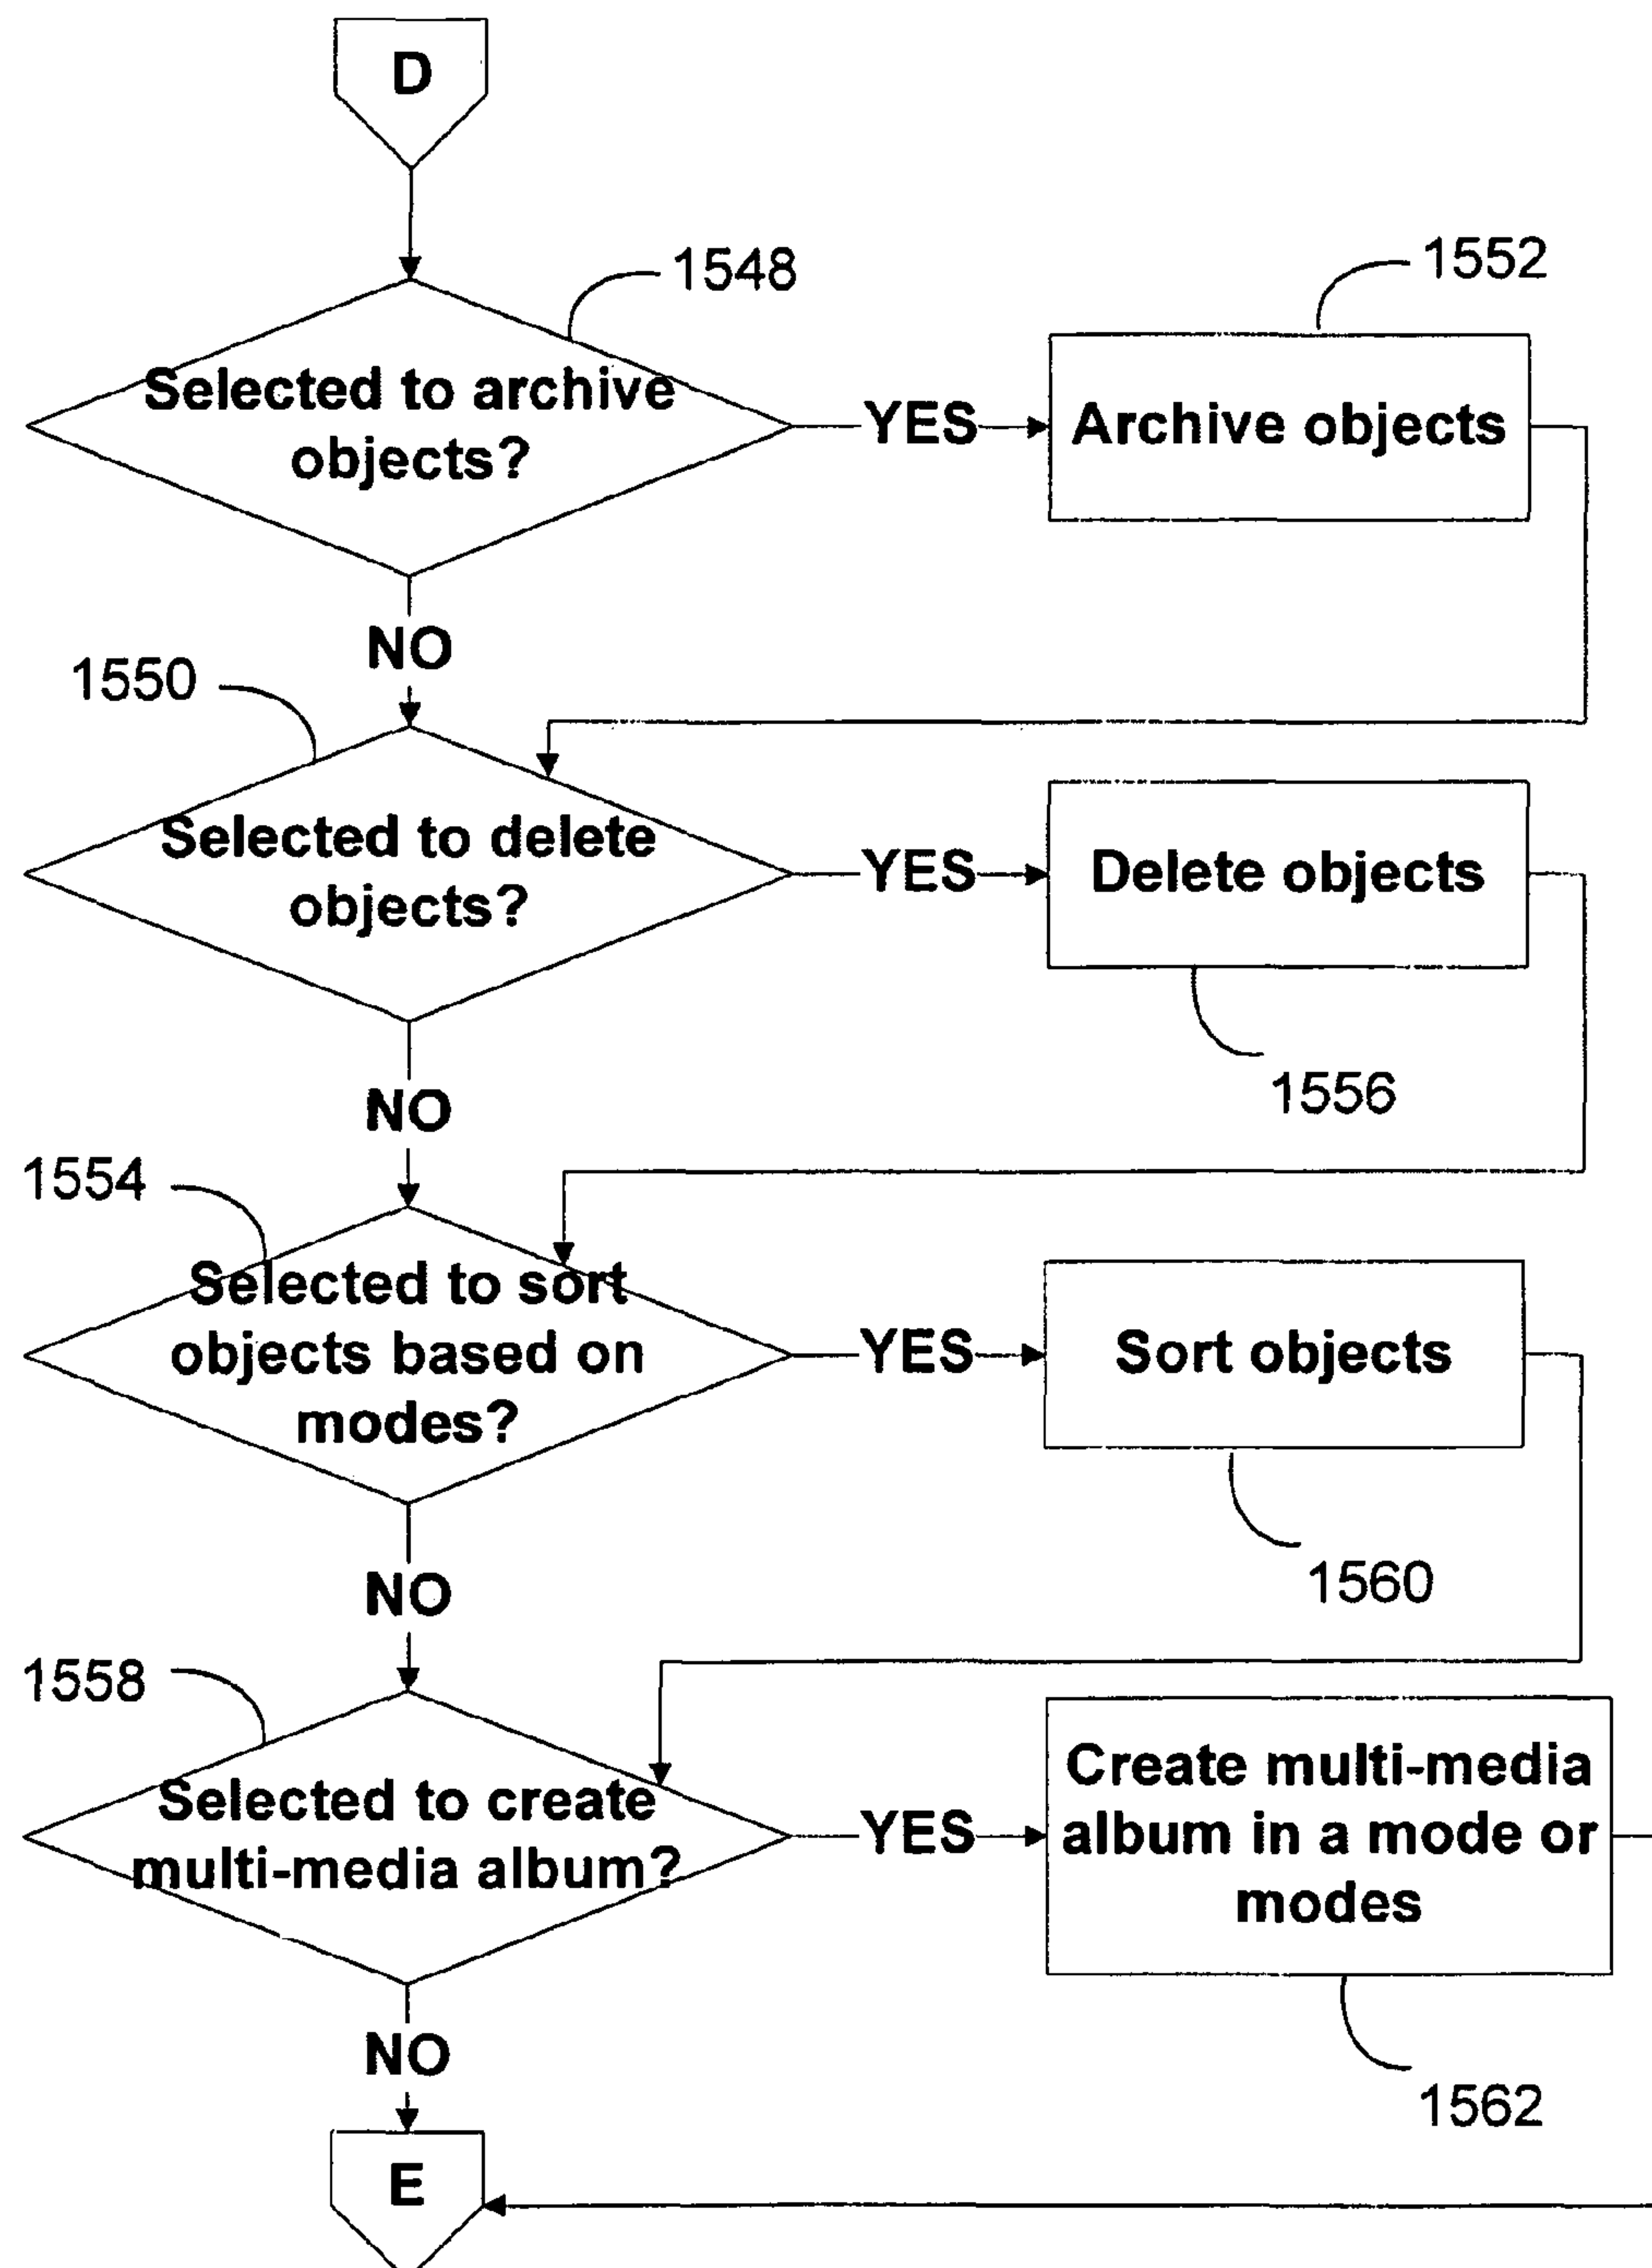 D
1548
1552
Selected to archive
objects?
YES
Archive objects
NO
1550
Selected to delete
objects?
YES
Delete objects
1556
NO
1554
Selected to sort
objects based on
modes?
YES
Sort objects
1560
NO
1558
Selected to create
multi-media album?
YES
Create multi-media
album in a mode or
modes
1562
NO
E